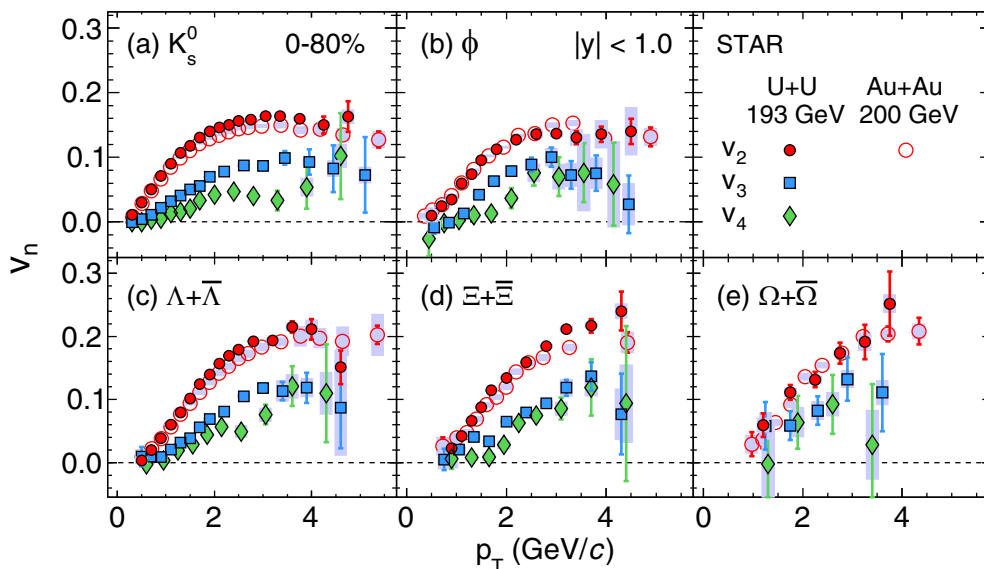 (a) K⁰ₛ 0-80%
(b) ϕ |y| < 1.0
STAR
U+U Au+Au
193 GeV 200 GeV
v₂
v₃
v₄
0.3
0.2
0.1
0.0
vₙ
(c) Λ+Λ̅
(d) Ξ+Ξ̅
(e) Ω+Ω̅
0.3
0.2
0.1
0.0
0 2 4
0 2 4
0 2 4
p_T (GeV/c)